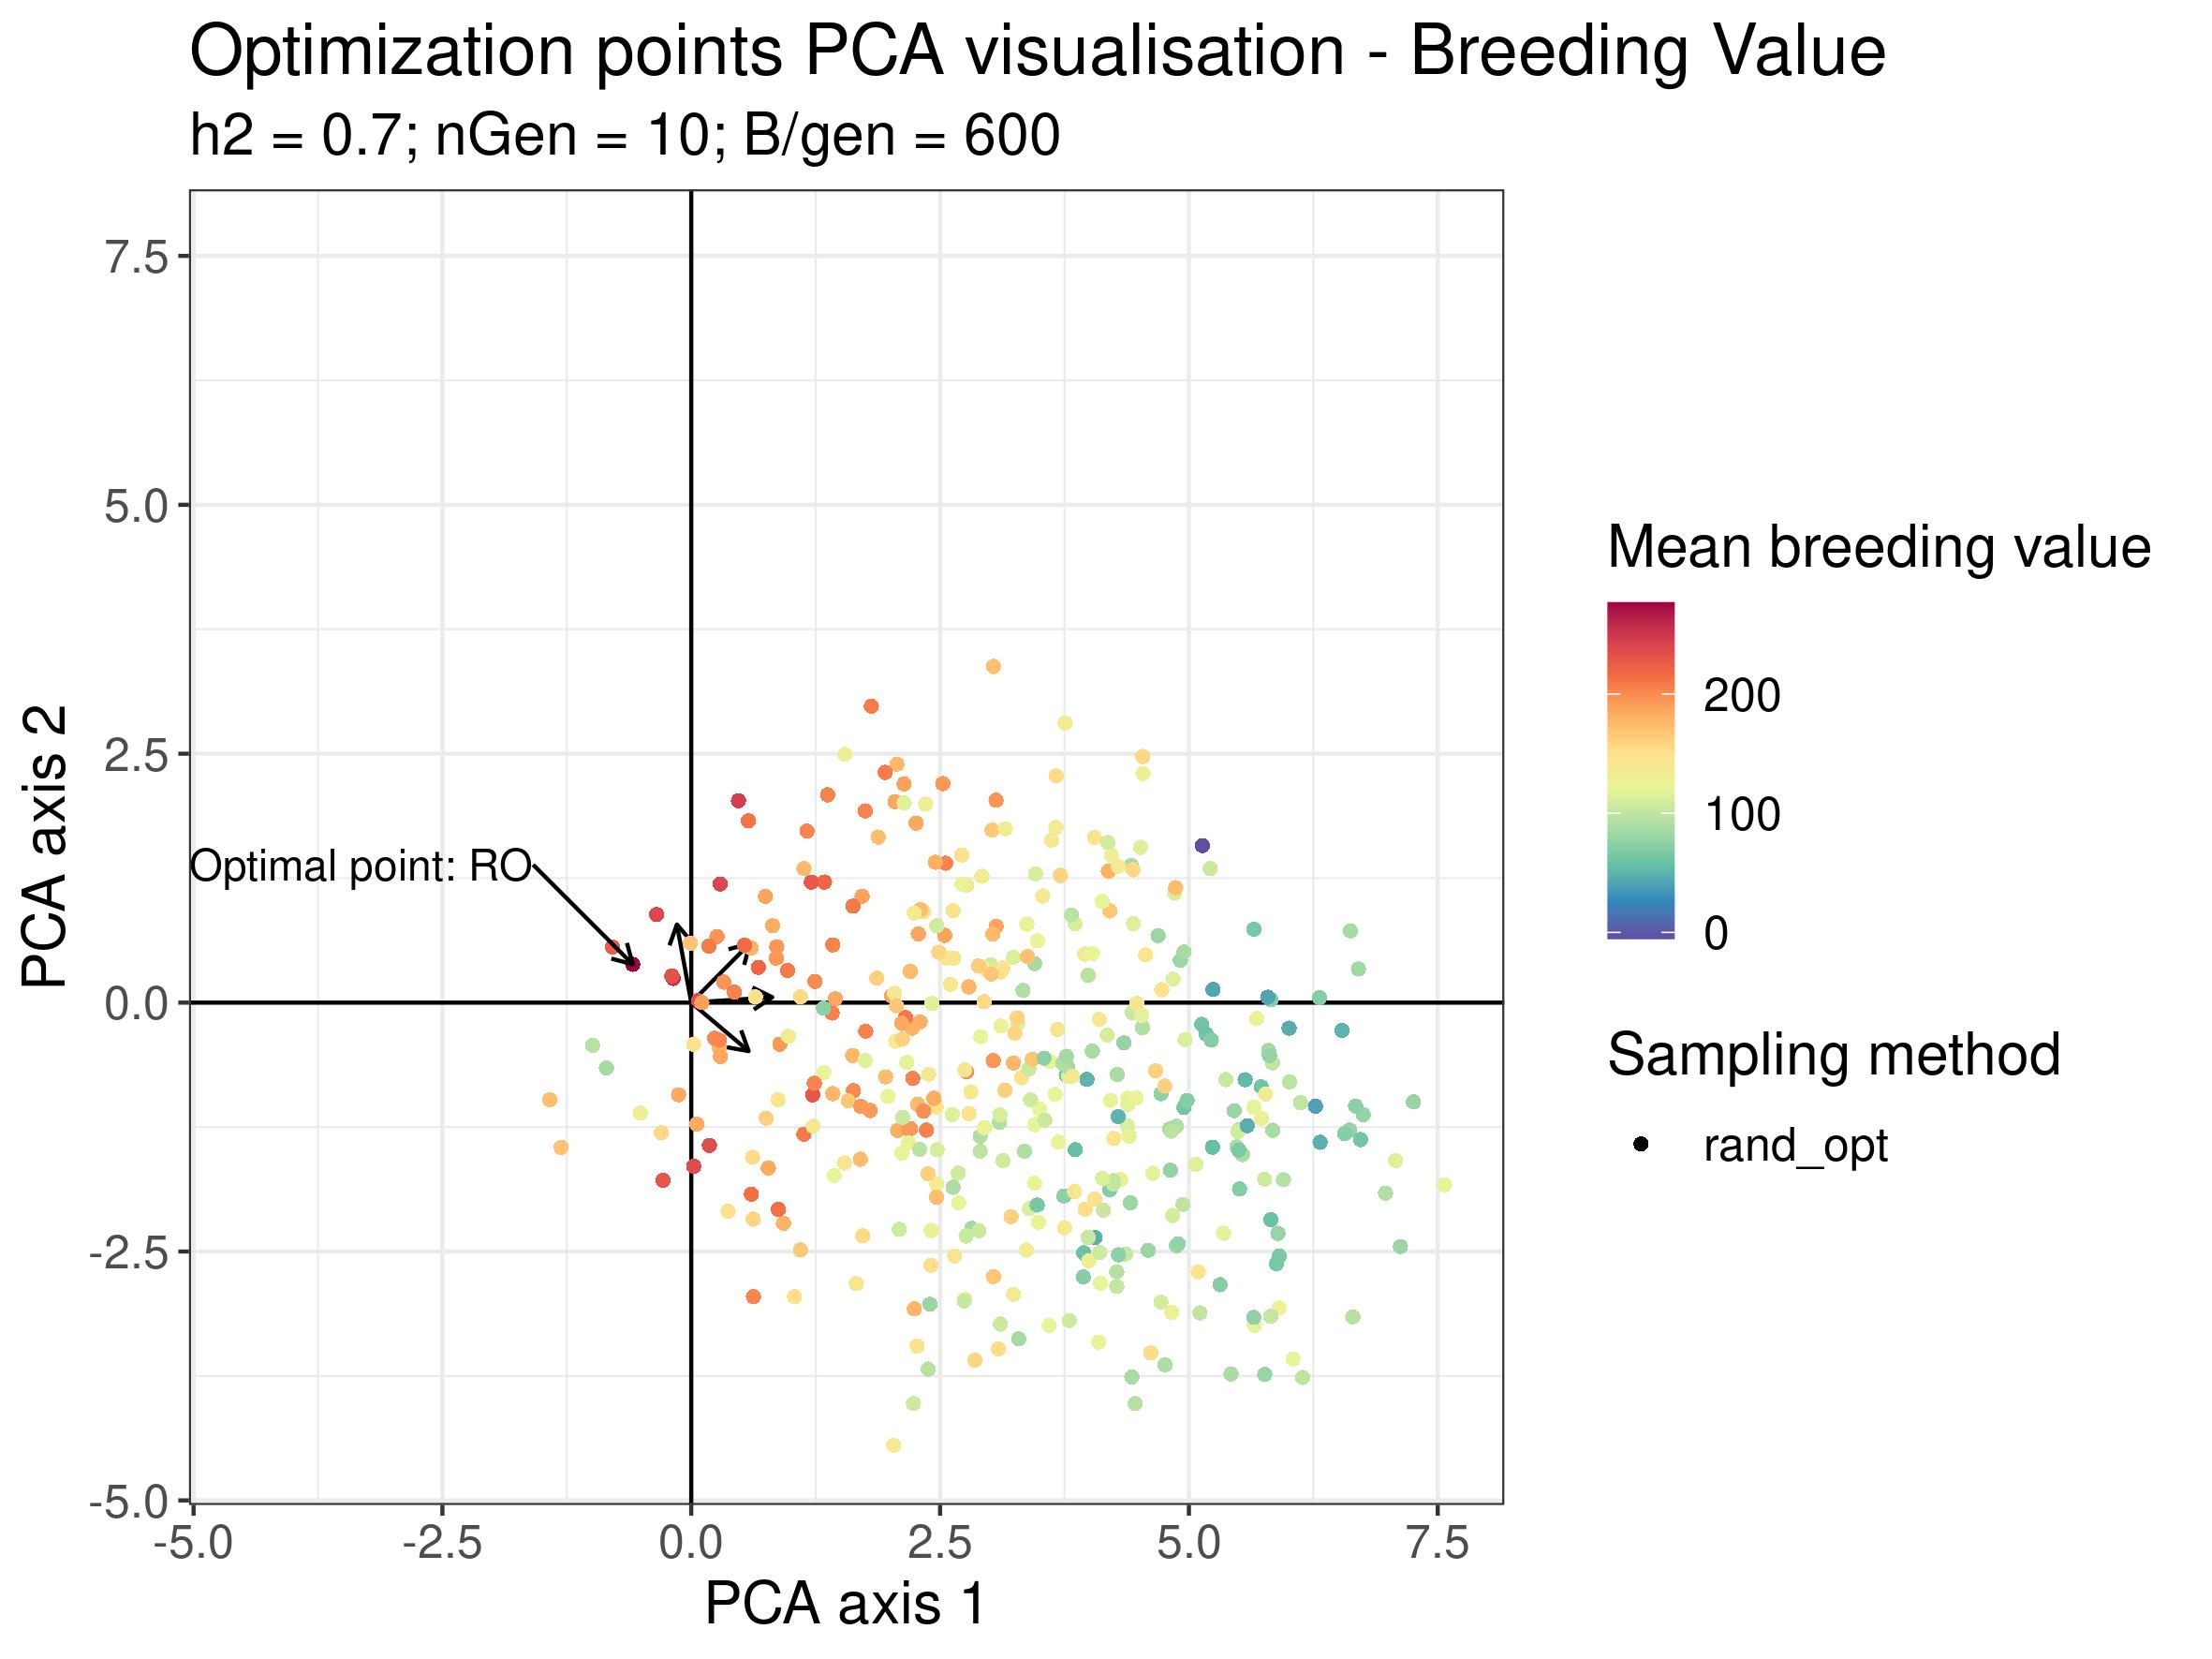 Optimization points PCA visualisation - Breeding Value
h2 = 0.7; nGen = 10; B/gen = 600
7.5
5.0
2.5
0.0
-2.5
-5.0
PCA axis 2
Optimal point: RO
-5.0
-2.5
0.0
2.5
5.0
7.5
PCA axis 1
Mean breeding value
200
100
0
Sampling method
rand_opt